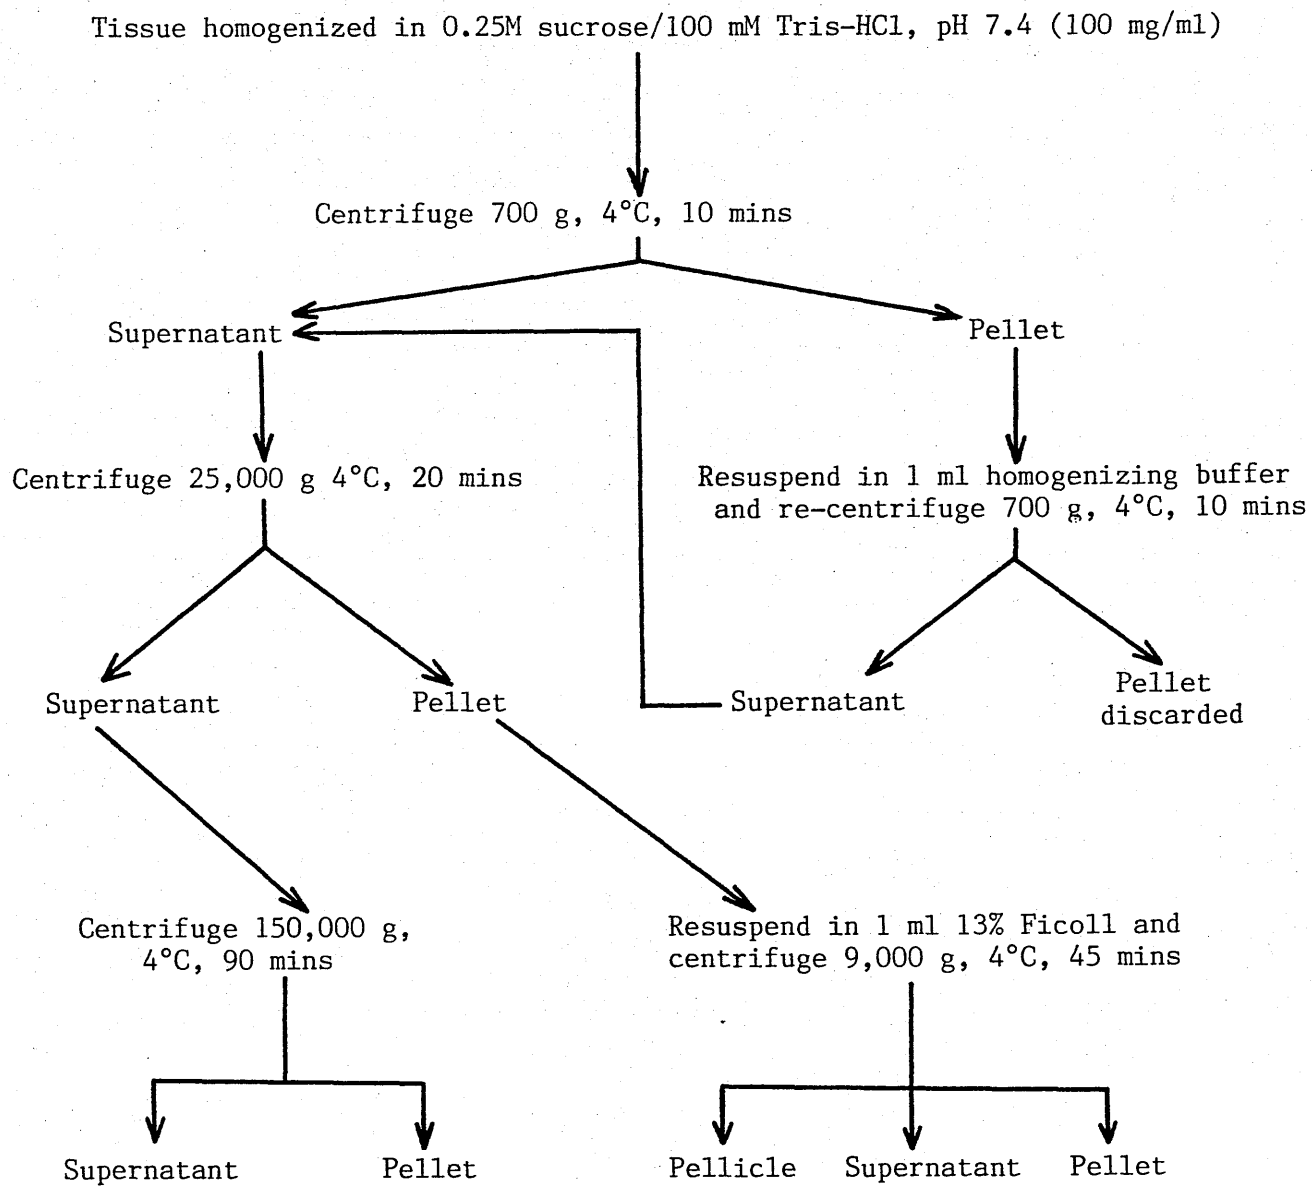 Tissue homogenized in 0.25M sucrose/100 mM Tris-HCl, pH 7.4 (100 mg/ml)
Centrifuge 700 g, 4°C, 10 mins
Supernatant
Pellet
Centrifuge 25,000 g 4°C, 20 mins
Resuspend in 1 ml homogenizing buffer
and re-centrifuge 700 g, 4°C, 10 mins
Supernatant
Pellet
Supernatant
Pellet
discarded
Centrifuge 150,000 g,
4°C, 90 mins
Resuspend in 1 ml 13% Ficoll and
centrifuge 9,000 g, 4°C, 45 mins
Supernatant
Pellet
Pellicle
Supernatant
Pellet